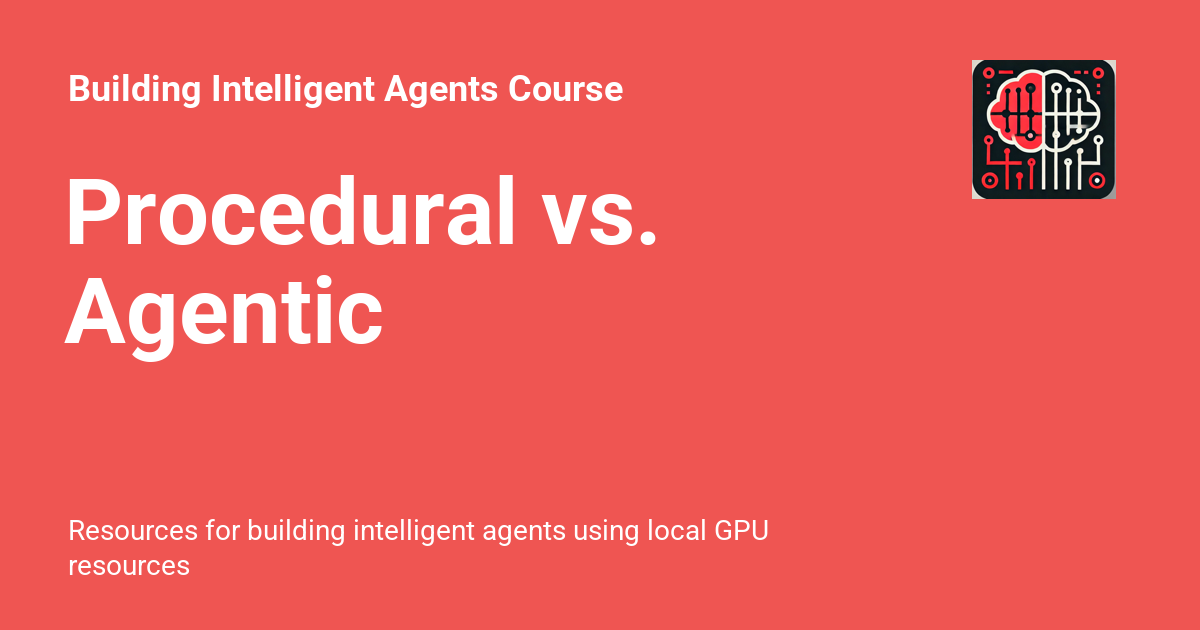 Building Intelligent Agents Course
Procedural vs.
Agentic
Resources for building intelligent agents using local GPU
resources